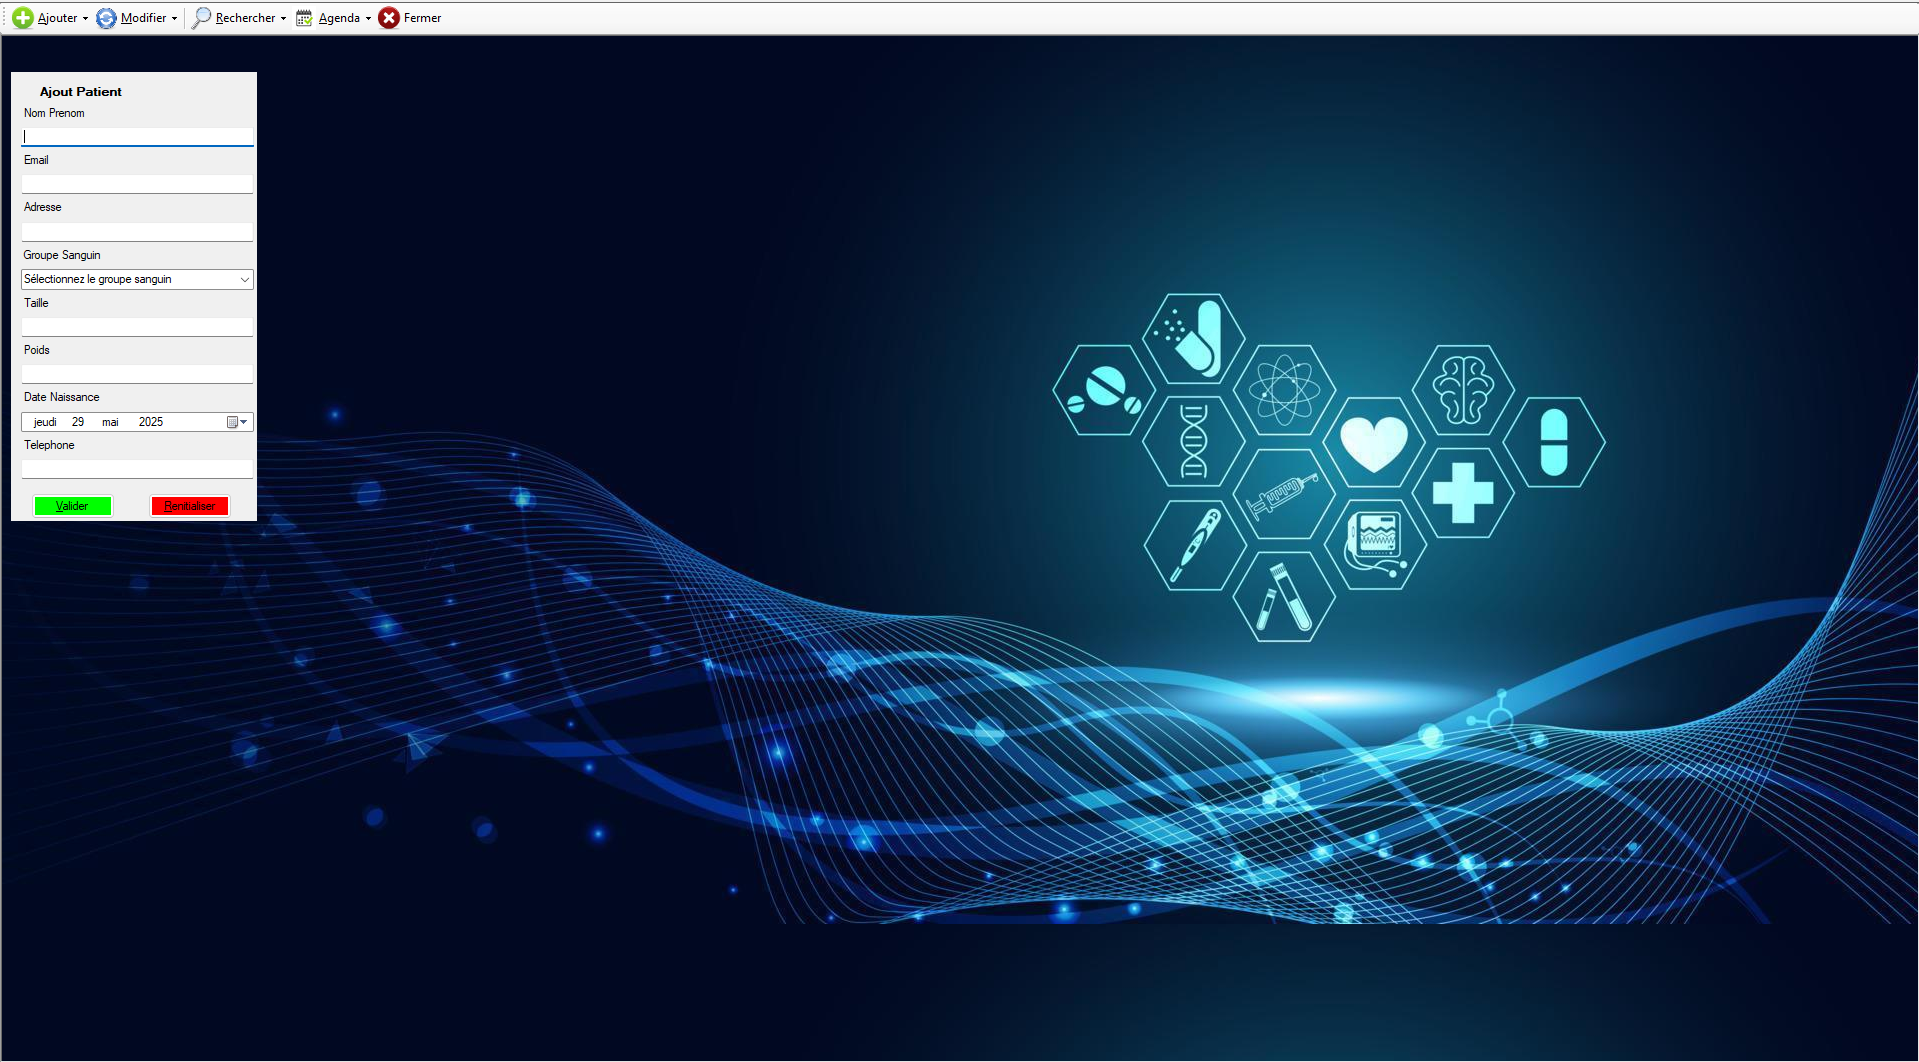 Ajouter Modifier Rechercher Agenda Fermer
Ajout Patient
Nom Prenom
Email
Adresse
Groupe Sanguin
Sélectionnez le groupe sanguin
Taille
Poids
Date Naissance
jeudi 29 mai 2025
Telephone
Valider Renitialiser